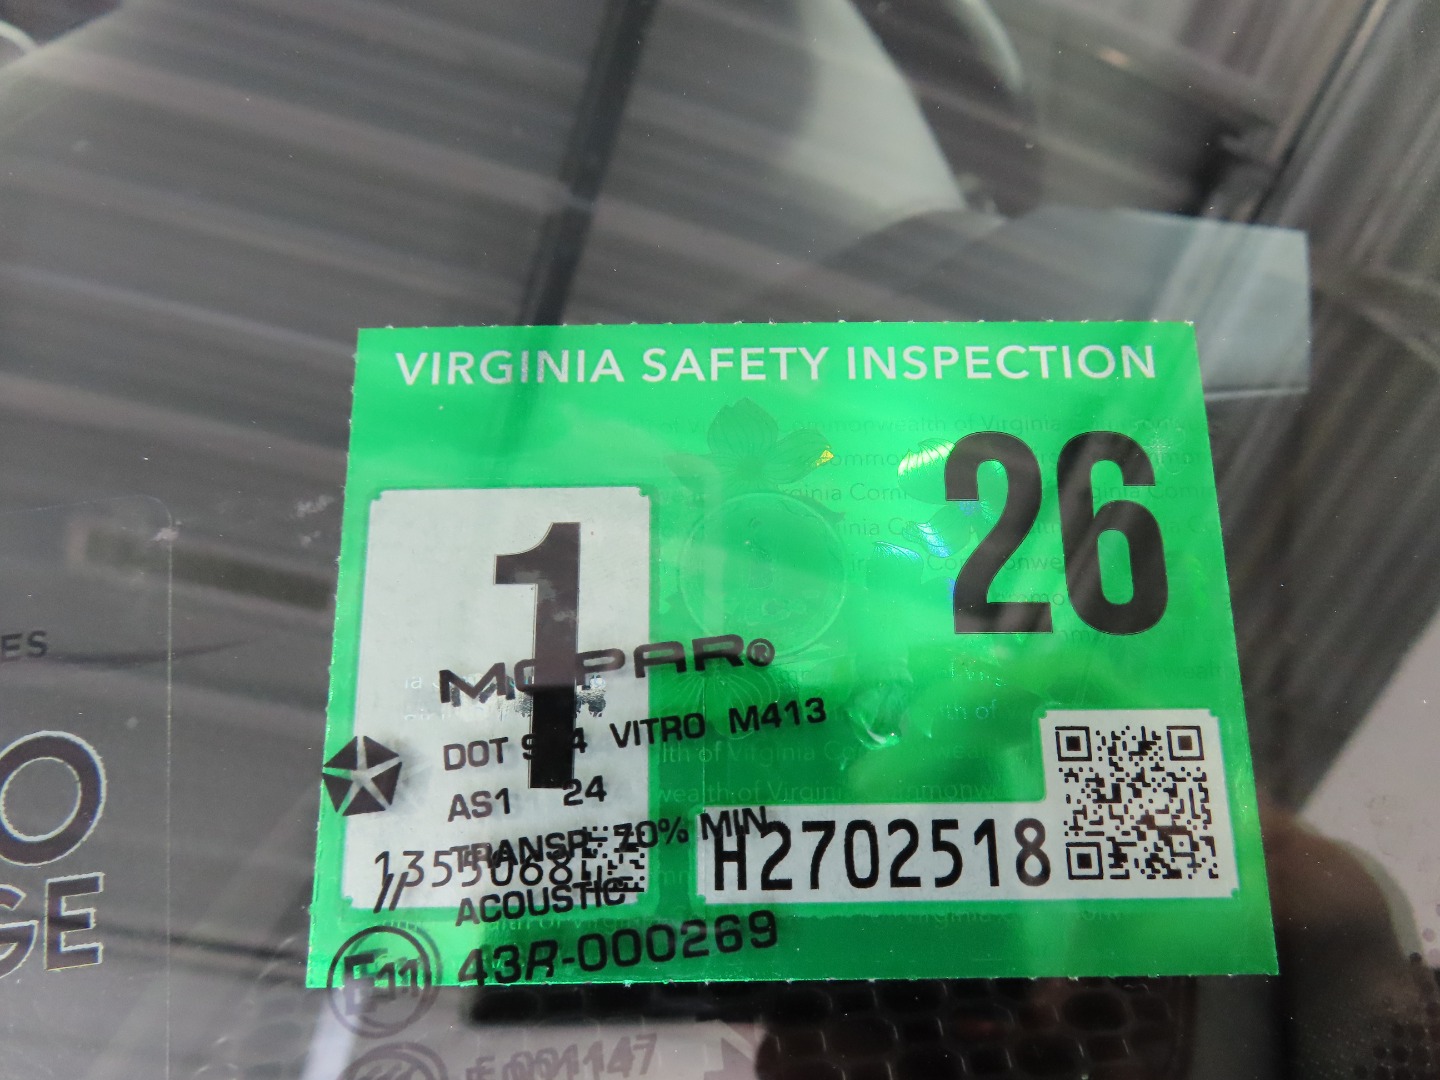 VIRGINIA SAFETY INSPECTION
26
1
MOPAR®
DOT VITRO M413
AS1 24
TRANSP. 70% MIN
H2702518
ACOUSTIC
43R-000269
E11
ES
O
GE